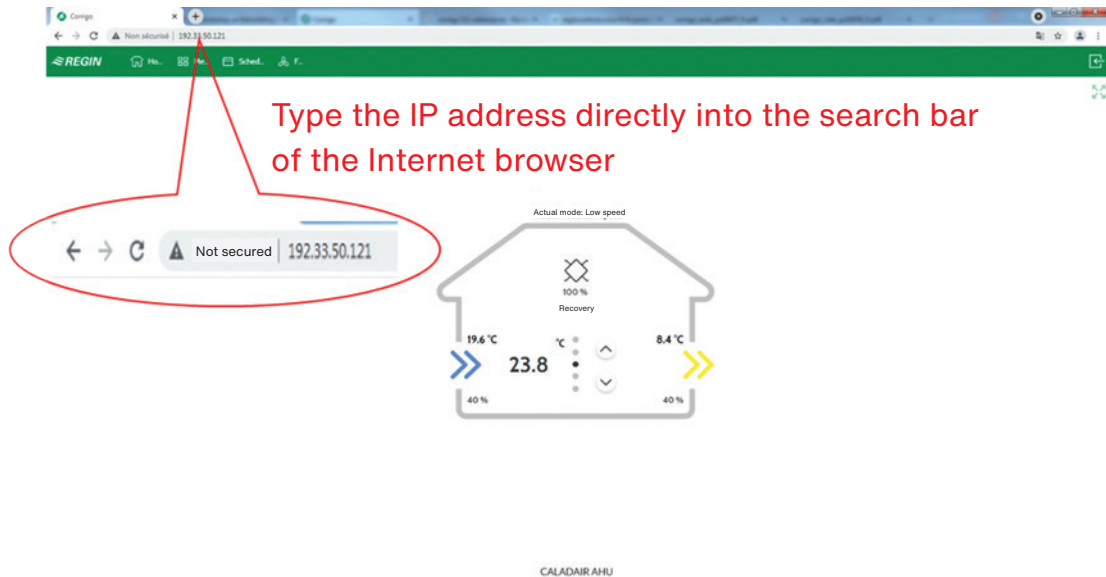 Corrigo
Non sécurisé | 192.33.50.121
REGIN Ho... Sched... F...
Type the IP address directly into the search bar
of the Internet browser
Actual mode: Low speed
Not secured | 192.33.50.121
100 %
Recovery
19.6 °C °C 8.4 °C
23.8
40 % 40 %
CALADAIR AHU